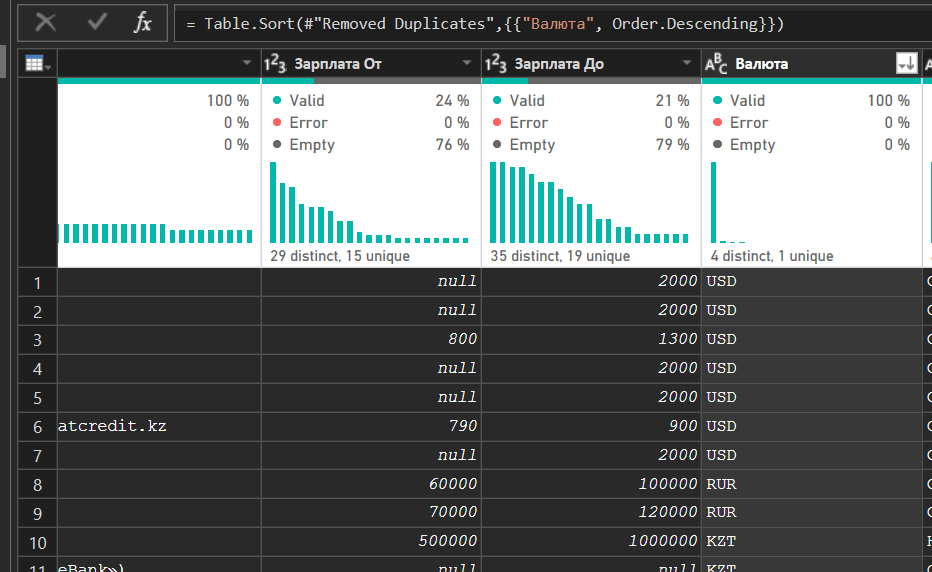 fx = Table.Sort(#"Removed Duplicates",{{"Валюта", Order.Descending}})
1²3 Зарплата От 1²3 Зарплата До ABC Валюта
100 % Valid 24 % Valid 21 % Valid 100 %
0 % Error 0 % Error 0 % Error 0 %
0 % Empty 76 % Empty 79 % Empty 0 %
29 distinct, 15 unique 35 distinct, 19 unique 4 distinct, 1 unique
1 null 2000 USD
2 null 2000 USD
3 800 1300 USD
4 null 2000 USD
5 null 2000 USD
6 atcredit.kz 790 900 USD
7 null 2000 USD
8 60000 100000 RUR
9 70000 120000 RUR
10 500000 1000000 KZT
11 eBank») null null KZT